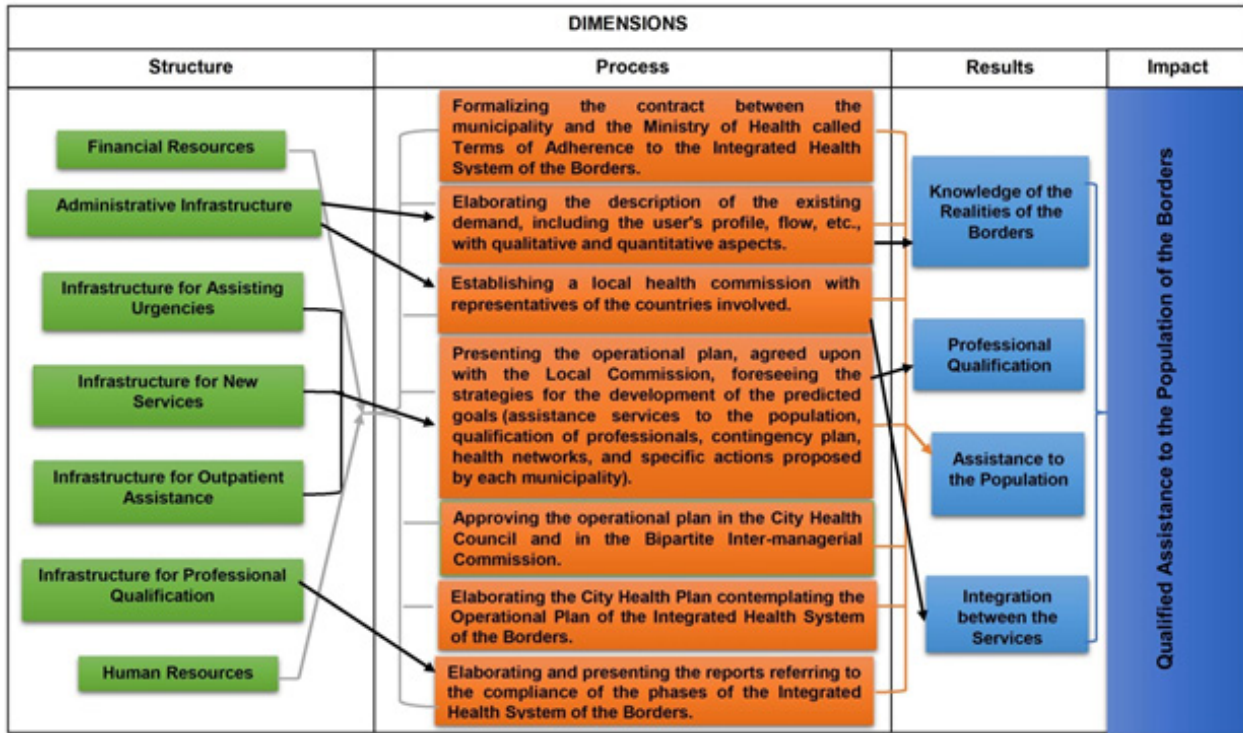 DIMENSIONS
Structure
Process
Results
Impact
Financial Resources
Administrative Infrastructure
Infrastructure for Assisting
Urgencies
Infrastructure for New
Services
Infrastructure for Outpatient
Assistance
Infrastructure for Professional
Qualification
Human Resources
Formalizing the contract between the
municipality and the Ministry of Health called
Terms of Adherence to the Integrated Health
System of the Borders.
Elaborating the description of the existing
demand, including the user's profile, flow, etc.,
with qualitative and quantitative aspects.
Establishing a local health commission with
representatives of the countries involved.
Presenting the operational plan, agreed upon
with the Local Commission, foreseeing the
strategies for the development of the predicted
goals (assistance services to the population,
qualification of professionals, contingency plan,
health networks, and specific actions proposed
by each municipality).
Approving the operational plan in the City Health
Council and in the Bipartite Inter-managerial
Commission.
Elaborating the City Health Plan contemplating the
Operational Plan of the Integrated Health System
of the Borders.
Elaborating and presenting the reports referring to
the compliance of the phases of the Integrated
Health System of the Borders.
Knowledge of the
Realities of the
Borders
Professional
Qualification
Assistance to
the Population
Integration
between the
Services
Qualified Assistance to the Population of the Borders